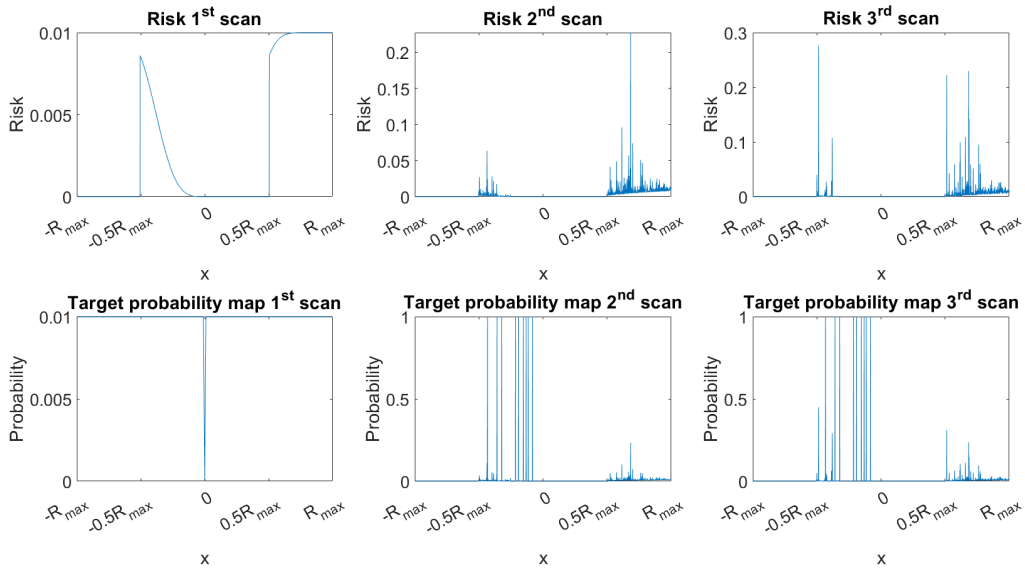 Risk 1st scan
Risk
0.01
0.005
0
-R max
-0.5R max
0
0.5R max
R max
x
Risk 2nd scan
Risk
0.2
0.15
0.1
0.05
0
-R max
-0.5R max
0
0.5R max
R max
x
Risk 3rd scan
Risk
0.3
0.2
0.1
0
-R max
-0.5R max
0
0.5R max
R max
x
Target probability map 1st scan
Probability
0.01
0.005
0
-R max
-0.5R max
0
0.5R max
R max
x
Target probability map 2nd scan
Probability
1
0.5
0
-R max
-0.5R max
0
0.5R max
R max
x
Target probability map 3rd scan
Probability
1
0.5
0
-R max
-0.5R max
0
0.5R max
R max
x